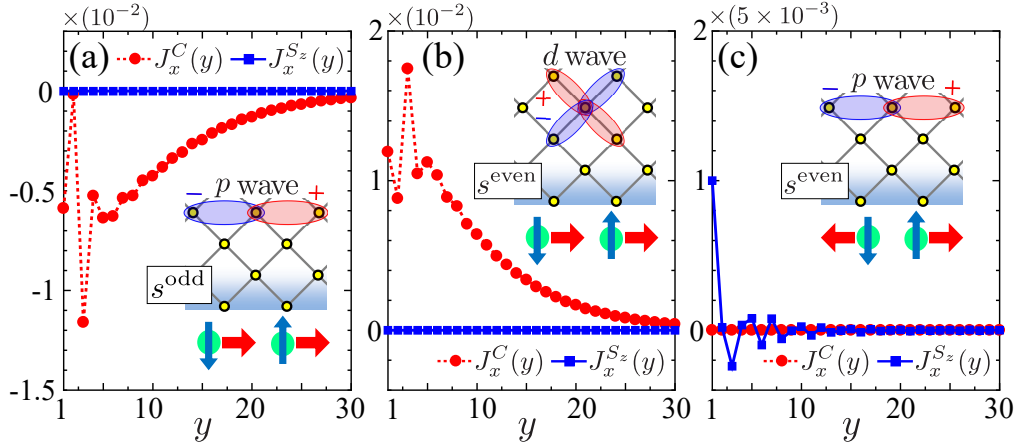 ×(10⁻²)
(a)
J_x^C(y) J_x^{S_z}(y)
0
-0.5
-1
-1.5
1 10 20 30
y
− p wave +
s^odd
×(10⁻²)
(b)
2
1
0
1 10 20 30
y
d wave
+
−
s^even
J_x^C(y) J_x^{S_z}(y)
×(5 × 10⁻³)
(c)
2
1
0
1 10 20 30
y
− p wave +
s^even
J_x^C(y) J_x^{S_z}(y)